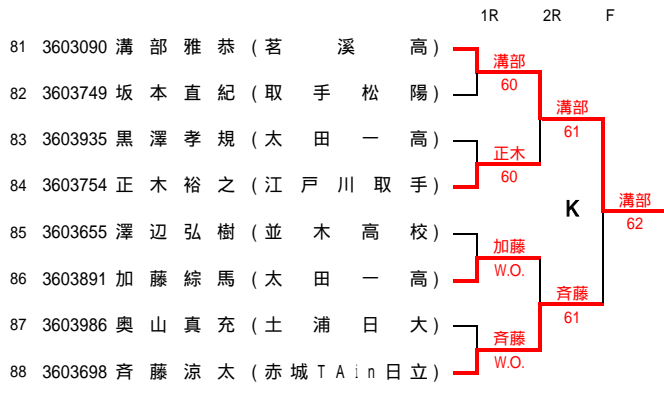 1R 2R F
81 3603090 溝部雅恭 (茗溪高)
溝部
60
82 3603749 坂本直紀 (取手松陽)
溝部
61
83 3603935 黒澤孝規 (太田一高)
正木
60
84 3603754 正木裕之 (江戸川取手)
K
溝部
62
85 3603655 澤辺弘樹 (並木高校)
加藤
W.O.
86 3603891 加藤綜馬 (太田一高)
斉藤
61
87 3603986 奥山真充 (土浦日大)
斉藤
W.O.
88 3603698 斉藤涼太 (赤城TAin日立)